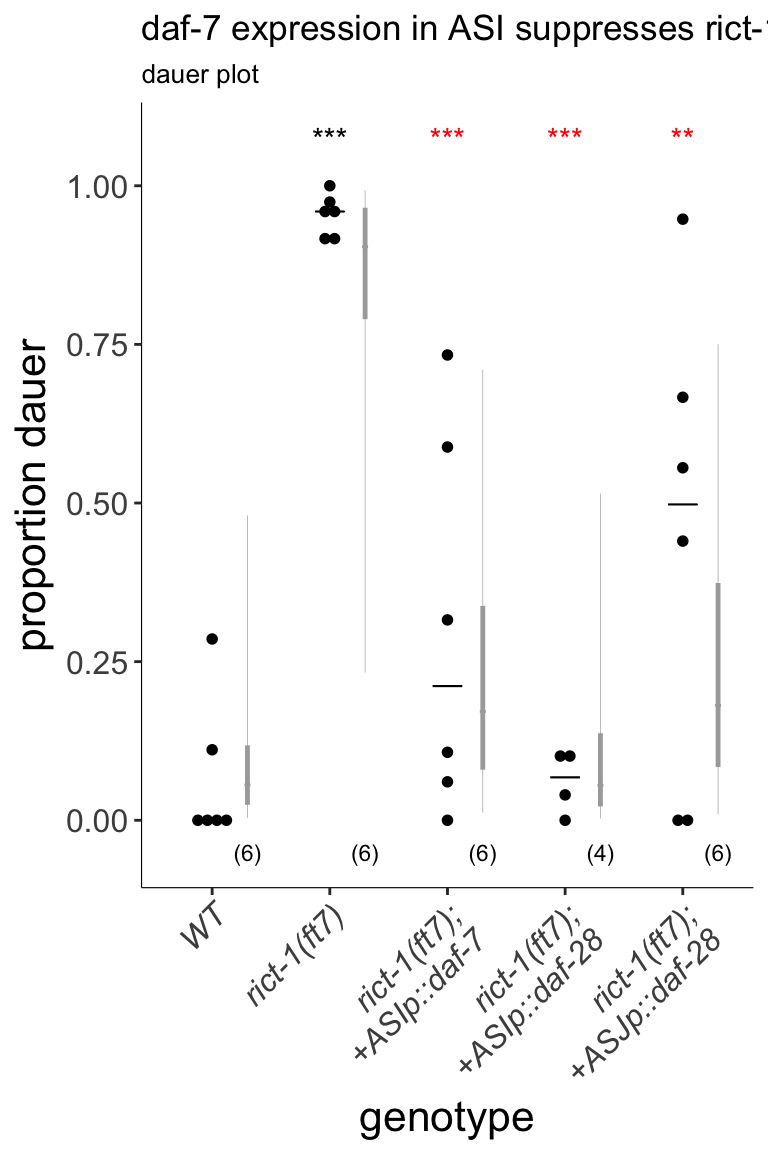 daf-7 expression in ASI suppresses rict-
dauer plot
*** *** *** **
1.00
0.75
0.50
0.25
0.00
proportion dauer
(6) (6) (6) (4) (6)
WT
rict-1(ft7)
rict-1(ft7);
+ASIp::daf-7
rict-1(ft7);
+ASIp::daf-28
rict-1(ft7);
+ASJp::daf-28
genotype